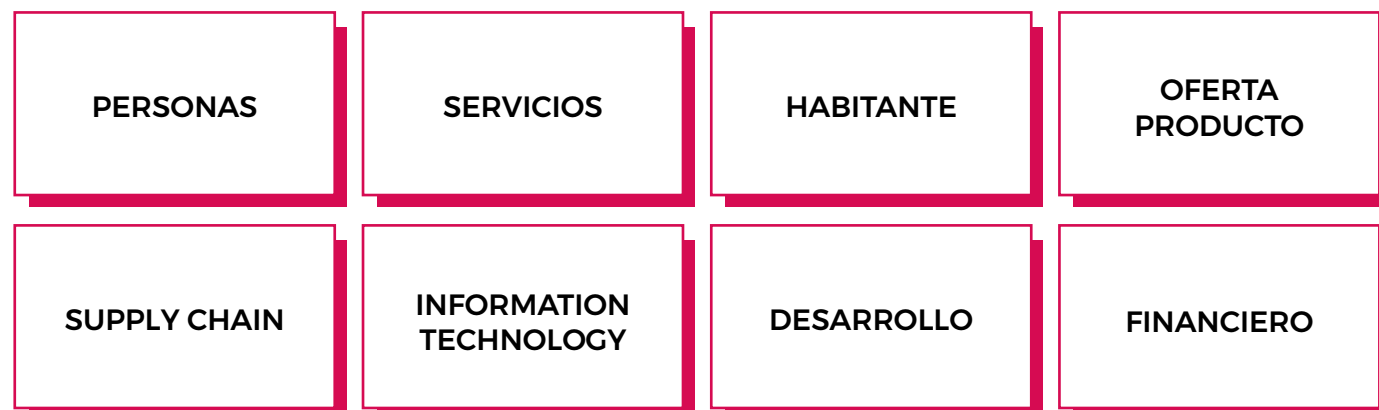 PERSONAS
SERVICIOS
HABITANTE
OFERTA
PRODUCTO
SUPPLY CHAIN
INFORMATION
TECHNOLOGY
DESARROLLO
FINANCIERO